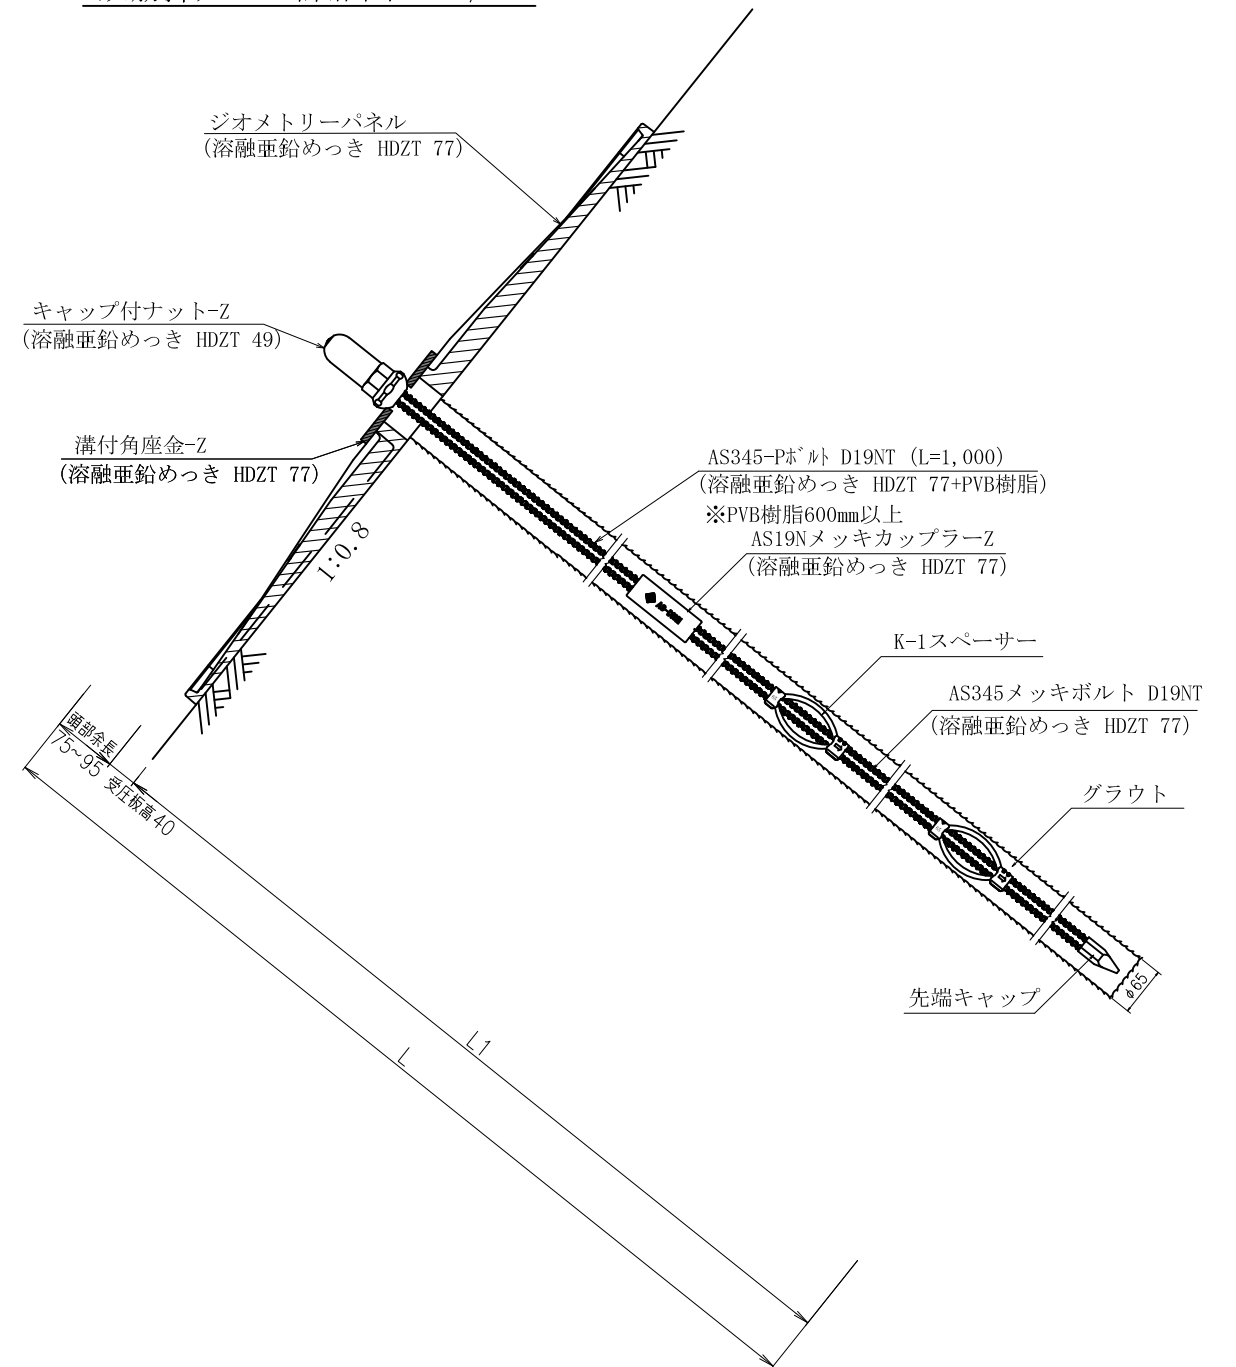 ジオメトリーパネル
(溶融亜鉛めっき HDZT 77)
キャップ付ナット-Z
(溶融亜鉛めっき HDZT 49)
溝付角座金-Z
(溶融亜鉛めっき HDZT 77)
1:0.8
AS345-Pﾎﾞﾙﾄ D19NT (L=1,000)
(溶融亜鉛めっき HDZT 77+PVB樹脂)
※PVB樹脂600mm以上
AS19NメッキカップラーZ
(溶融亜鉛めっき HDZT 77)
K-1スペーサー
AS345メッキボルト D19NT
(溶融亜鉛めっき HDZT 77)
グラウト
先端キャップ
φ65
頭部余長
75~95
受圧板高40
L1
L